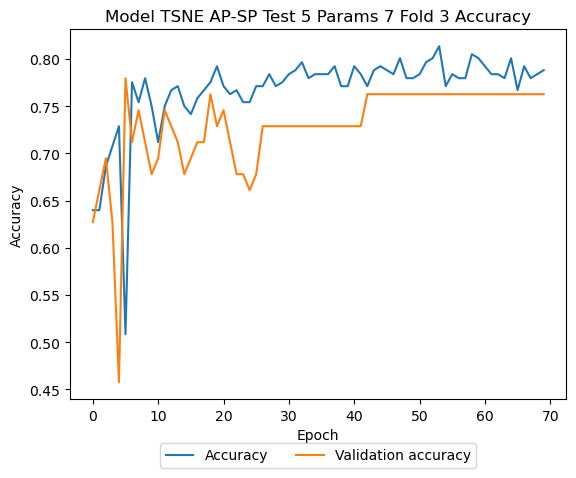 Model TSNE AP-SP Test 5 Params 7 Fold 3 Accuracy
0.80
0.75
0.70
0.65
0.60
0.55
0.50
0.45
Accuracy
0 10 20 30 40 50 60 70
Epoch
Accuracy Validation accuracy